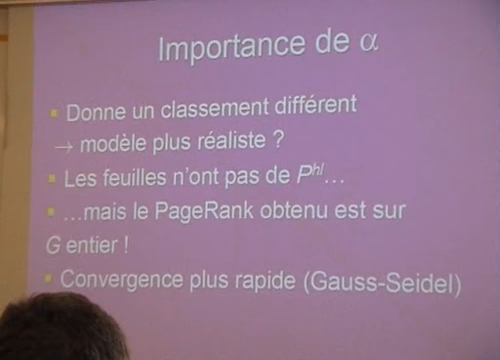 Importance de α
▪ Donne un classement différent
→ modèle plus réaliste ?
▪ Les feuilles n'ont pas de P^hl…
▪ …mais le PageRank obtenu est sur
G entier !
▪ Convergence plus rapide (Gauss-Seidel)